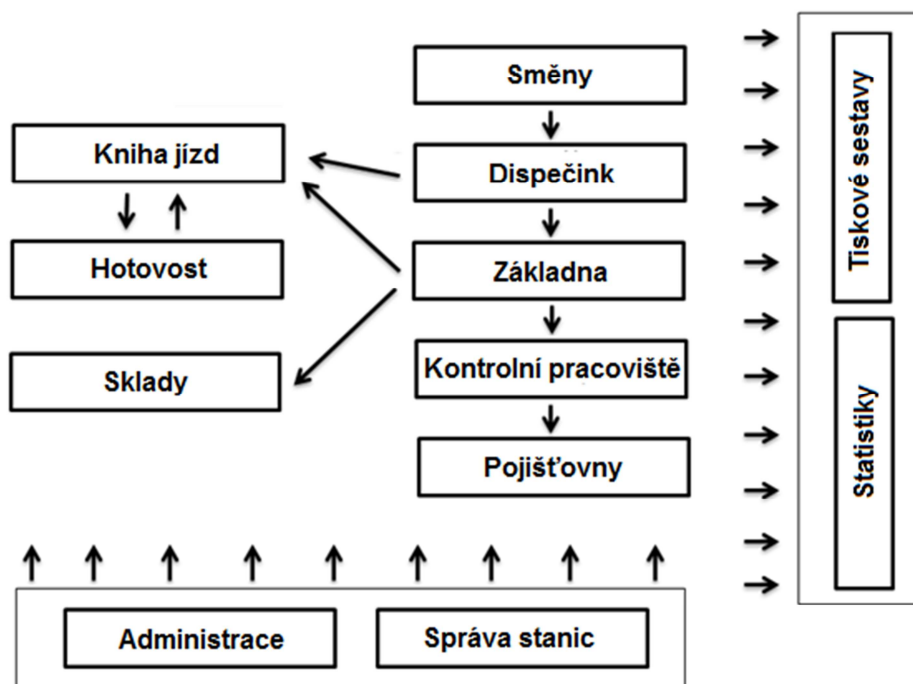 Směny
Kniha jízd
Dispečink
Hotovost
Základna
Sklady
Kontrolní pracoviště
Pojišťovny
Tiskové sestavy
Statistiky
Administrace
Správa stanic